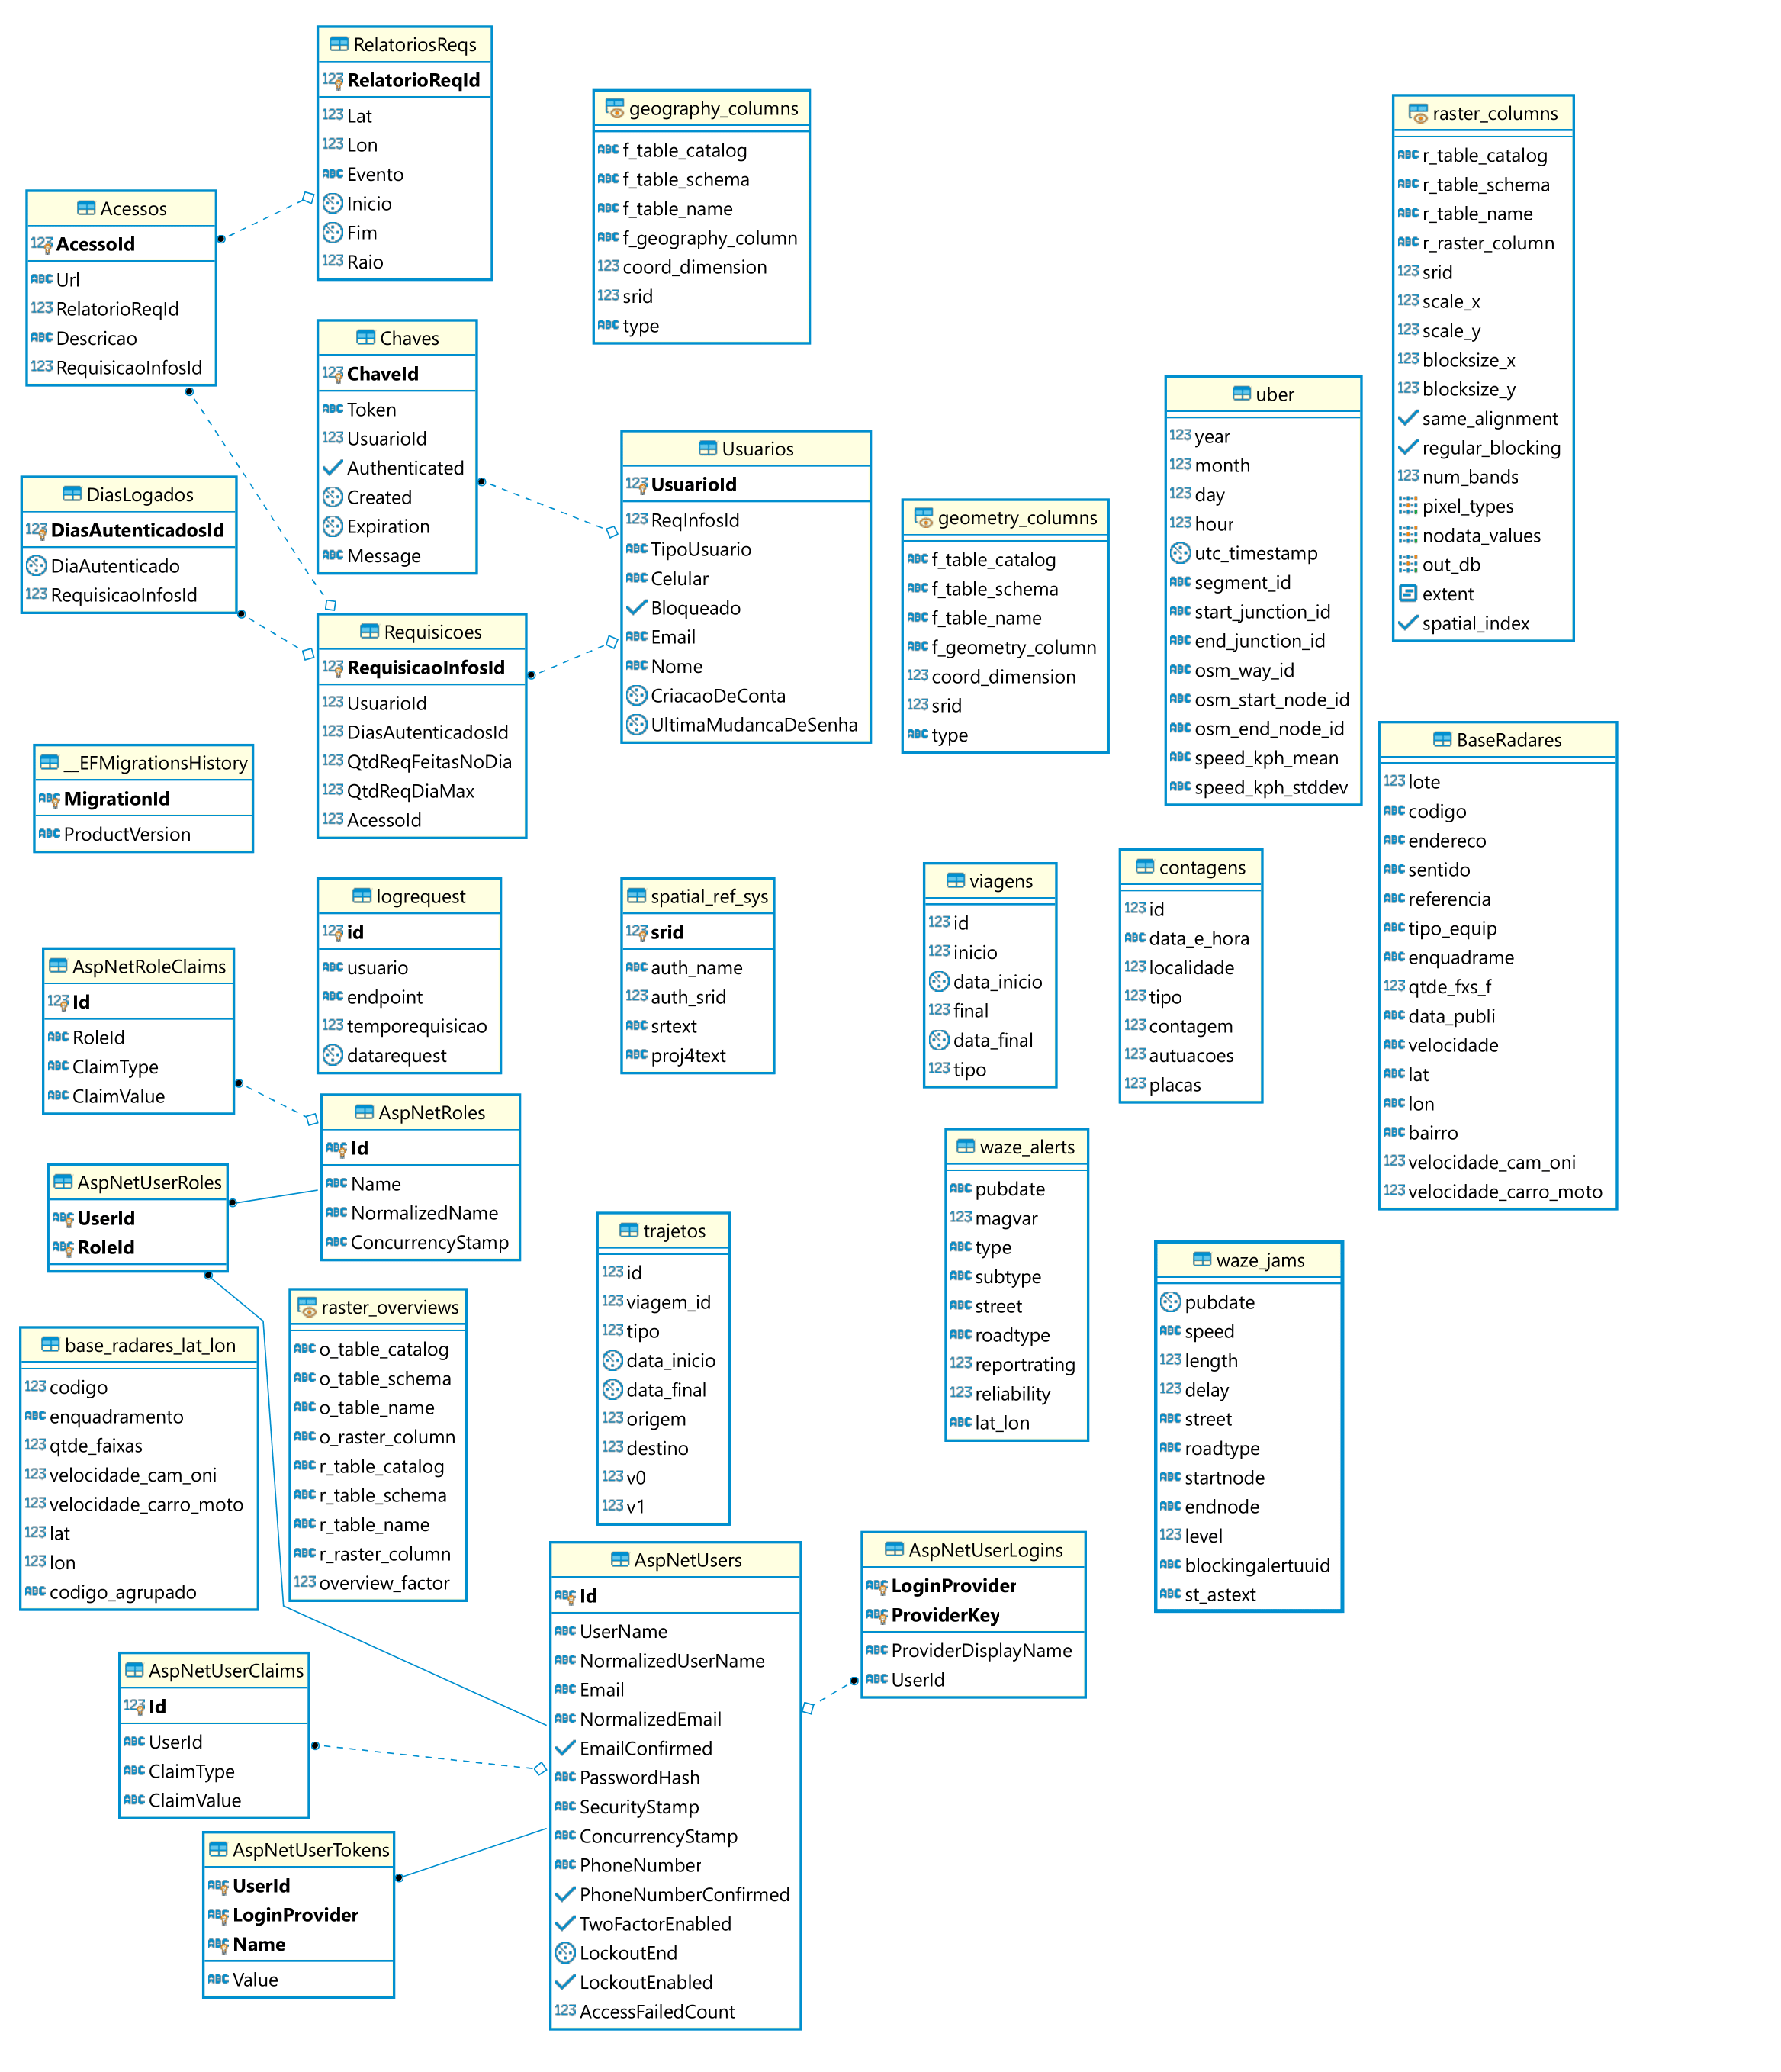 RelatoriosReqs
123 RelatorioReqId
123 Lat
123 Lon
ABC Evento
Inicio
Fim
123 Raio
geography_columns
ABC f_table_catalog
ABC f_table_schema
ABC f_table_name
ABC f_geography_column
123 coord_dimension
123 srid
ABC type
raster_columns
ABC r_table_catalog
ABC r_table_schema
ABC r_table_name
ABC r_raster_column
123 srid
123 scale_x
123 scale_y
123 blocksize_x
123 blocksize_y
same_alignment
regular_blocking
123 num_bands
pixel_types
nodata_values
out_db
extent
spatial_index
Acessos
123 AcessoId
ABC Url
123 RelatorioReqId
ABC Descricao
123 RequisicaoInfosId
Chaves
123 ChaveId
ABC Token
123 UsuarioId
Authenticated
Created
Expiration
ABC Message
uber
123 year
123 month
123 day
123 hour
utc_timestamp
ABC segment_id
ABC start_junction_id
ABC end_junction_id
ABC osm_way_id
ABC osm_start_node_id
ABC osm_end_node_id
ABC speed_kph_mean
ABC speed_kph_stddev
Usuarios
123 UsuarioId
123 ReqInfosId
ABC TipoUsuario
ABC Celular
Bloqueado
ABC Email
ABC Nome
CriacaoDeConta
UltimaMudancaDeSenha
DiasLogados
123 DiasAutenticadosId
DiaAutenticado
123 RequisicaoInfosId
geometry_columns
ABC f_table_catalog
ABC f_table_schema
ABC f_table_name
ABC f_geometry_column
123 coord_dimension
123 srid
ABC type
Requisicoes
123 RequisicaoInfosId
123 UsuarioId
123 DiasAutenticadosId
123 QtdReqFeitasNoDia
123 QtdReqDiaMax
123 AcessoId
BaseRadares
123 lote
ABC codigo
ABC endereco
ABC sentido
ABC referencia
ABC tipo_equip
ABC enquadrame
123 qtde_fxs_f
ABC data_publi
ABC velocidade
ABC lat
ABC lon
ABC bairro
123 velocidade_cam_oni
123 velocidade_carro_moto
__EFMigrationsHistory
ABC MigrationId
ABC ProductVersion
contagens
123 id
ABC data_e_hora
123 localidade
123 tipo
123 contagem
123 autuacoes
123 placas
viagens
123 id
123 inicio
data_inicio
123 final
data_final
123 tipo
logrequest
123 id
ABC usuario
ABC endpoint
123 temporequisicao
datarequest
spatial_ref_sys
123 srid
ABC auth_name
123 auth_srid
ABC srtext
ABC proj4text
AspNetRoleClaims
123 Id
ABC RoleId
ABC ClaimType
ABC ClaimValue
AspNetRoles
ABC Id
ABC Name
ABC NormalizedName
ABC ConcurrencyStamp
waze_alerts
ABC pubdate
123 magvar
ABC type
ABC subtype
ABC street
ABC roadtype
123 reportrating
123 reliability
ABC lat_lon
AspNetUserRoles
ABC UserId
ABC RoleId
trajetos
123 id
123 viagem_id
123 tipo
data_inicio
data_final
123 origem
123 destino
123 v0
123 v1
waze_jams
pubdate
ABC speed
123 length
123 delay
ABC street
ABC roadtype
ABC startnode
ABC endnode
123 level
ABC blockingalertuuid
ABC st_astext
raster_overviews
ABC o_table_catalog
ABC o_table_schema
ABC o_table_name
ABC o_raster_column
ABC r_table_catalog
ABC r_table_schema
ABC r_table_name
ABC r_raster_column
123 overview_factor
base_radares_lat_lon
123 codigo
ABC enquadramento
123 qtde_faixas
123 velocidade_cam_oni
123 velocidade_carro_moto
123 lat
123 lon
ABC codigo_agrupado
AspNetUserLogins
ABC LoginProvider
ABC ProviderKey
ABC ProviderDisplayName
ABC UserId
AspNetUsers
ABC Id
ABC UserName
ABC NormalizedUserName
ABC Email
ABC NormalizedEmail
EmailConfirmed
ABC PasswordHash
ABC SecurityStamp
ABC ConcurrencyStamp
ABC PhoneNumber
PhoneNumberConfirmed
TwoFactorEnabled
LockoutEnd
LockoutEnabled
123 AccessFailedCount
AspNetUserClaims
123 Id
ABC UserId
ABC ClaimType
ABC ClaimValue
AspNetUserTokens
ABC UserId
ABC LoginProvider
ABC Name
ABC Value